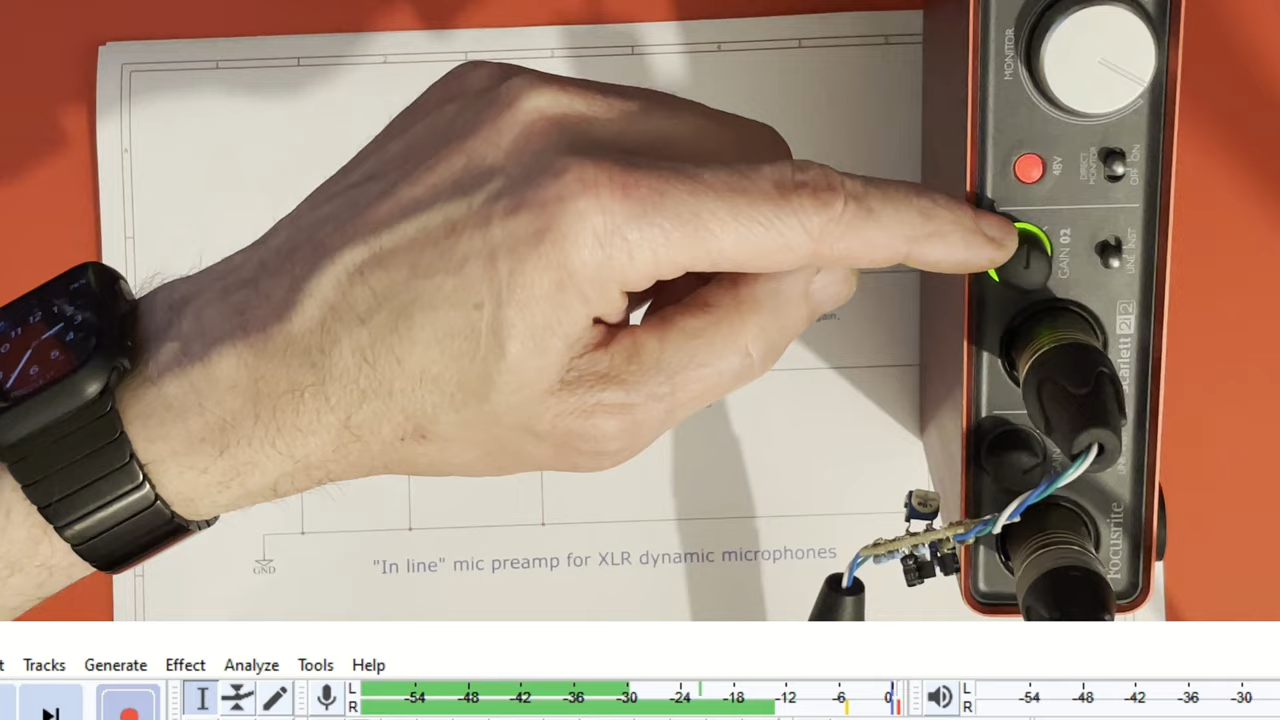 MONITOR
48V
DIRECT
MONITOR
OFF ON
GAIN 02
LINE INST
Scarlett 2i2
Focusrite
gain.
GND
"In line" mic preamp for XLR dynamic microphones
Tracks Generate Effect Analyze Tools Help
L -54 -48 -42 -36 -30 -24 -18 -12 -6 0 L -54 -48 -42 -36 -30
R R